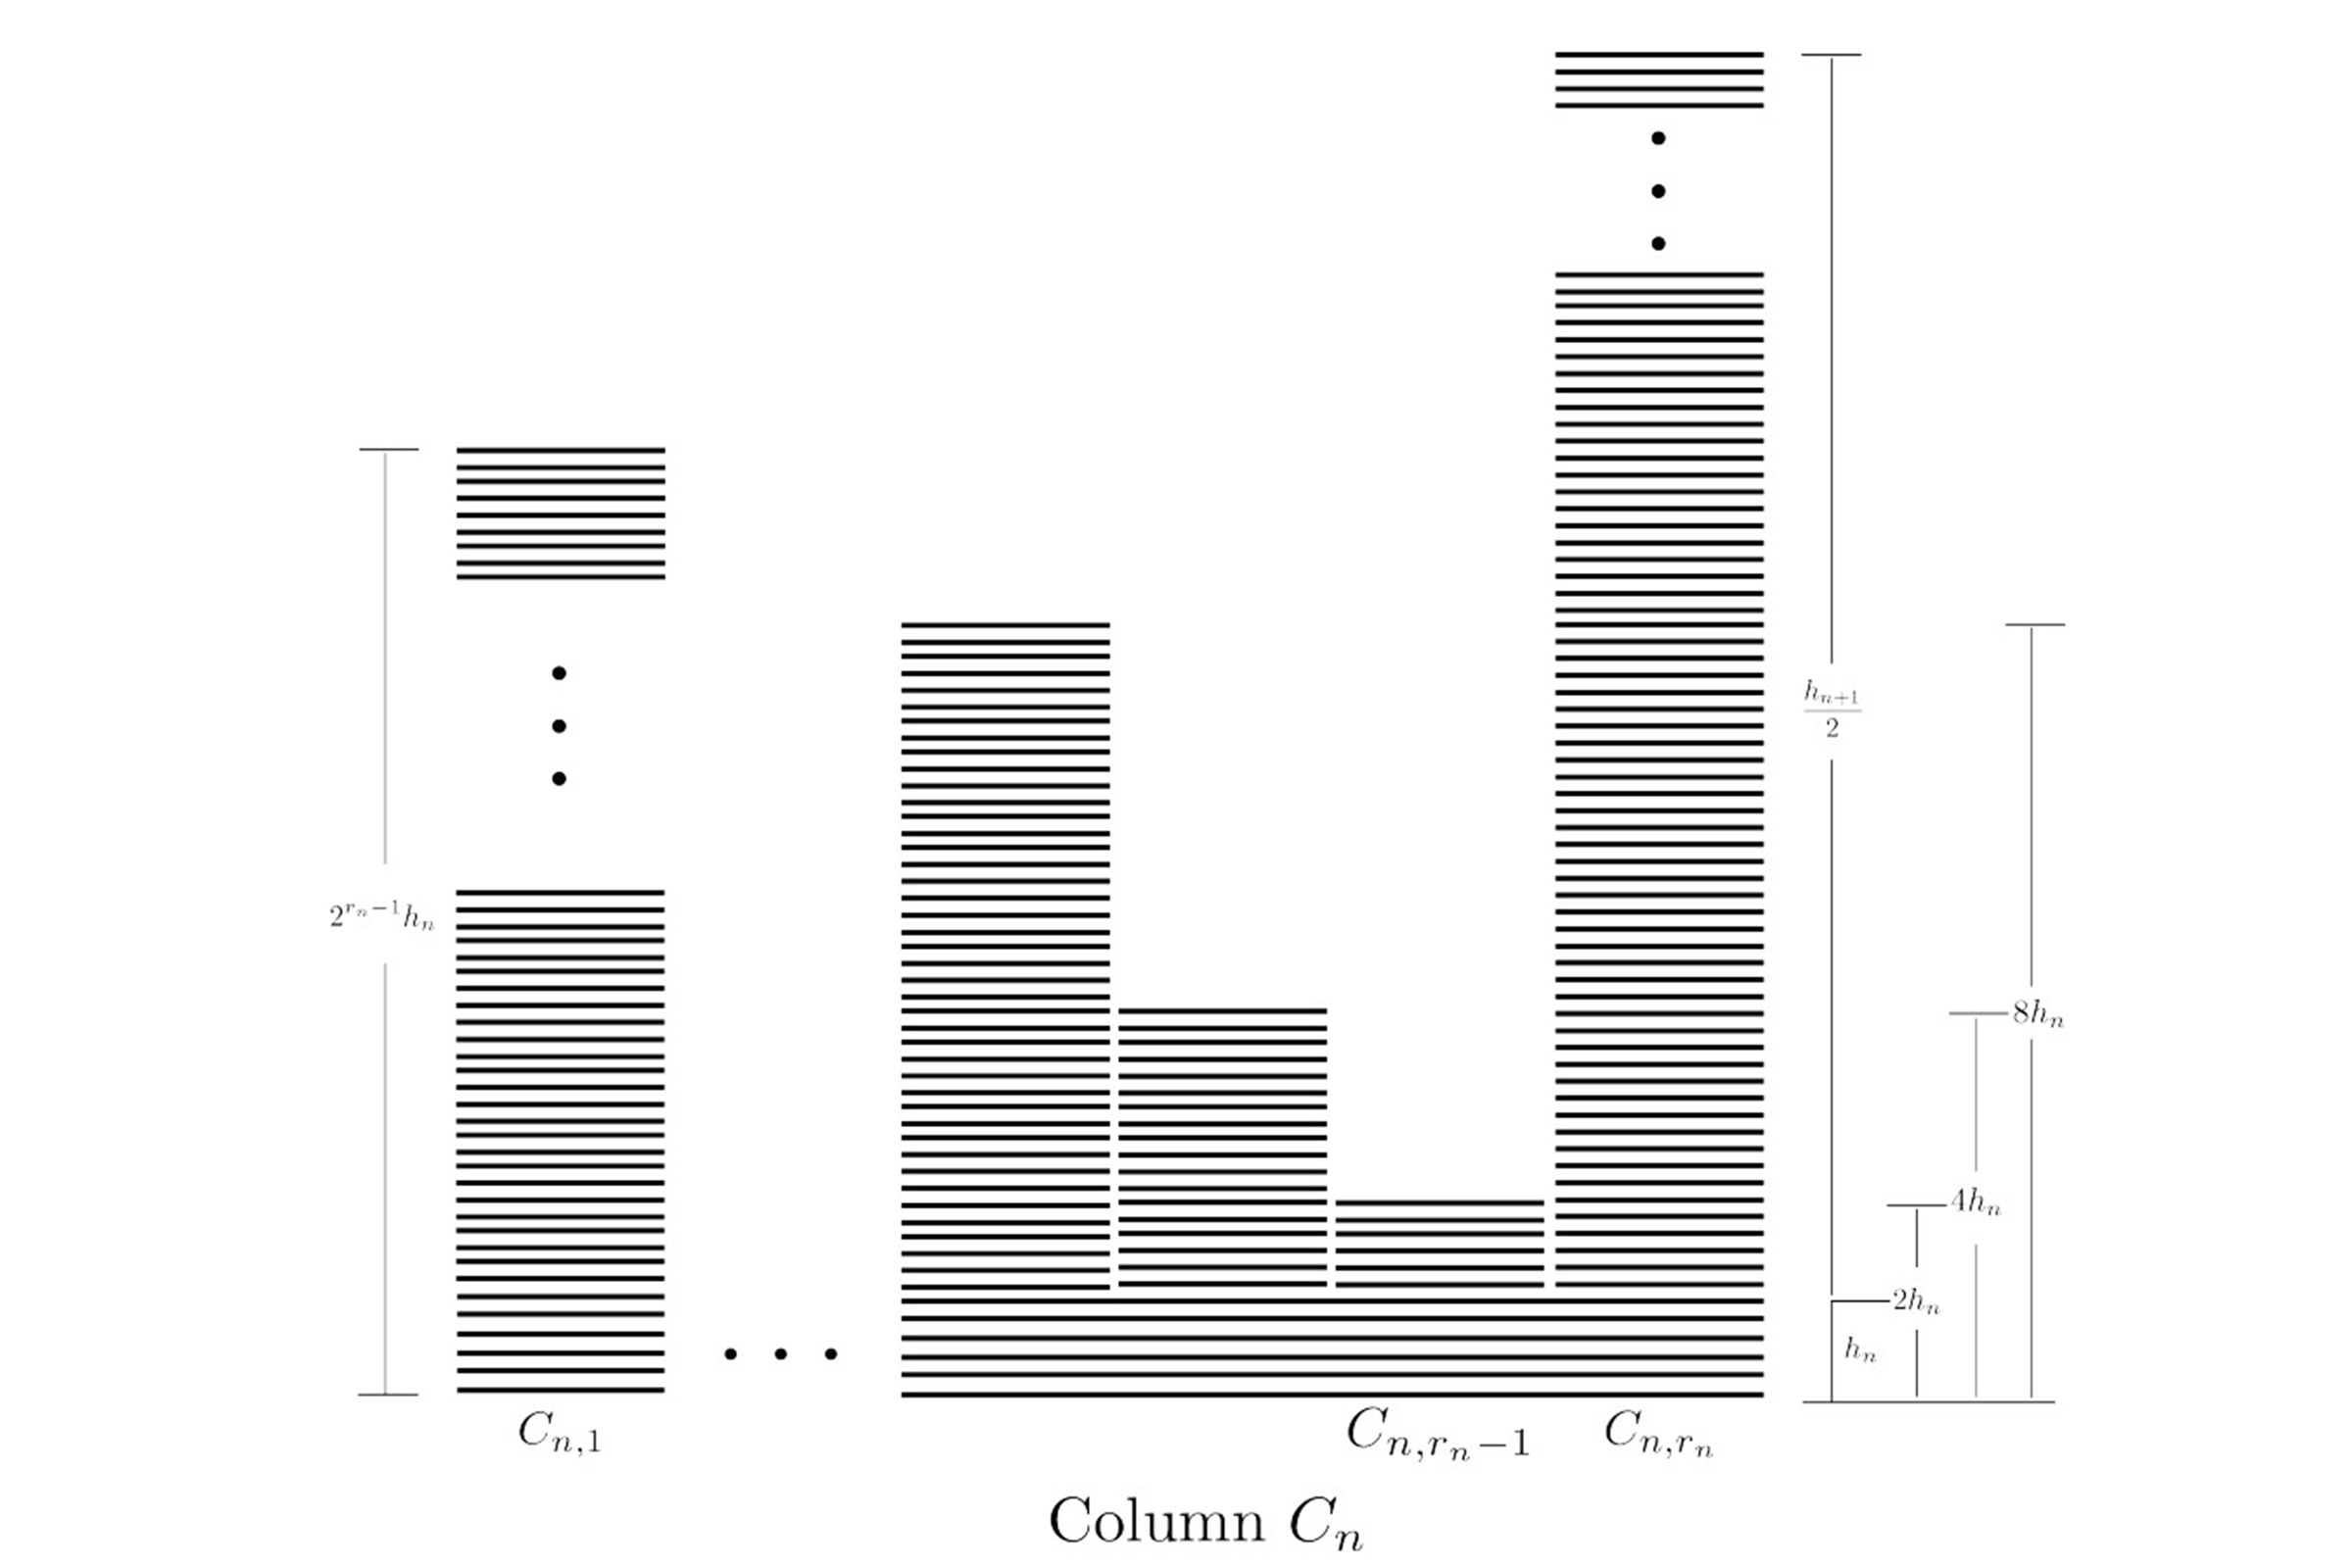 h_{n+1}
2
2^{r_n-1}h_n
8h_n
4h_n
2h_n
h_n
C_{n,1}
C_{n,r_n-1}
C_{n,r_n}
Column C_n